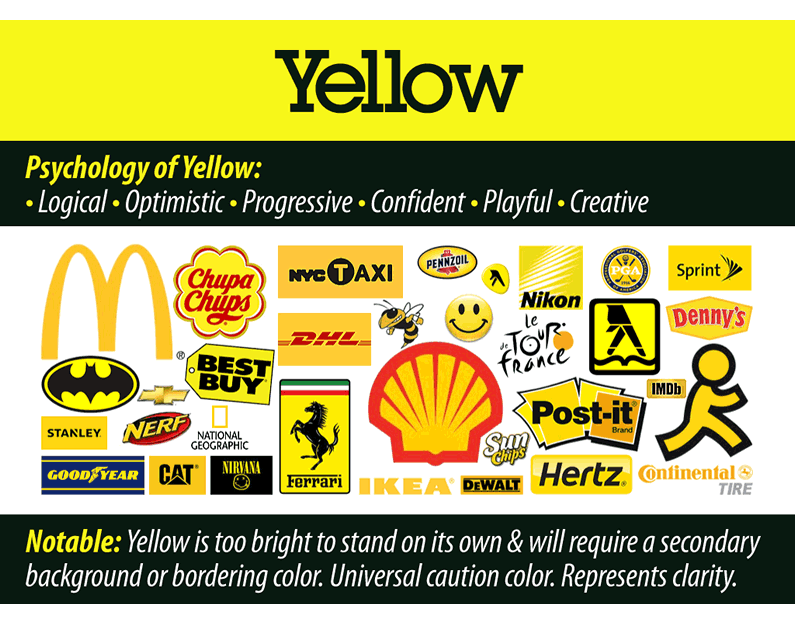 Yellow
Psychology of Yellow:
• Logical • Optimistic • Progressive • Confident • Playful • Creative
®
Chupa
Chups
NYC TAXI
PENNZOIL
Nikon
PGA
Sprint
DHL
Le
TOUR de
france
Denny's
BEST
BUY
IMDb
Post-it®
Brand
STANLEY
NERF
NATIONAL
GEOGRAPHIC
Sun
Chips
GOODYEAR
CAT®
NIRVANA
Ferrari
IKEA®
DEWALT
Hertz
Continental
TIRE
Notable: Yellow is too bright to stand on its own & will require a secondary
background or bordering color. Universal caution color. Represents clarity.